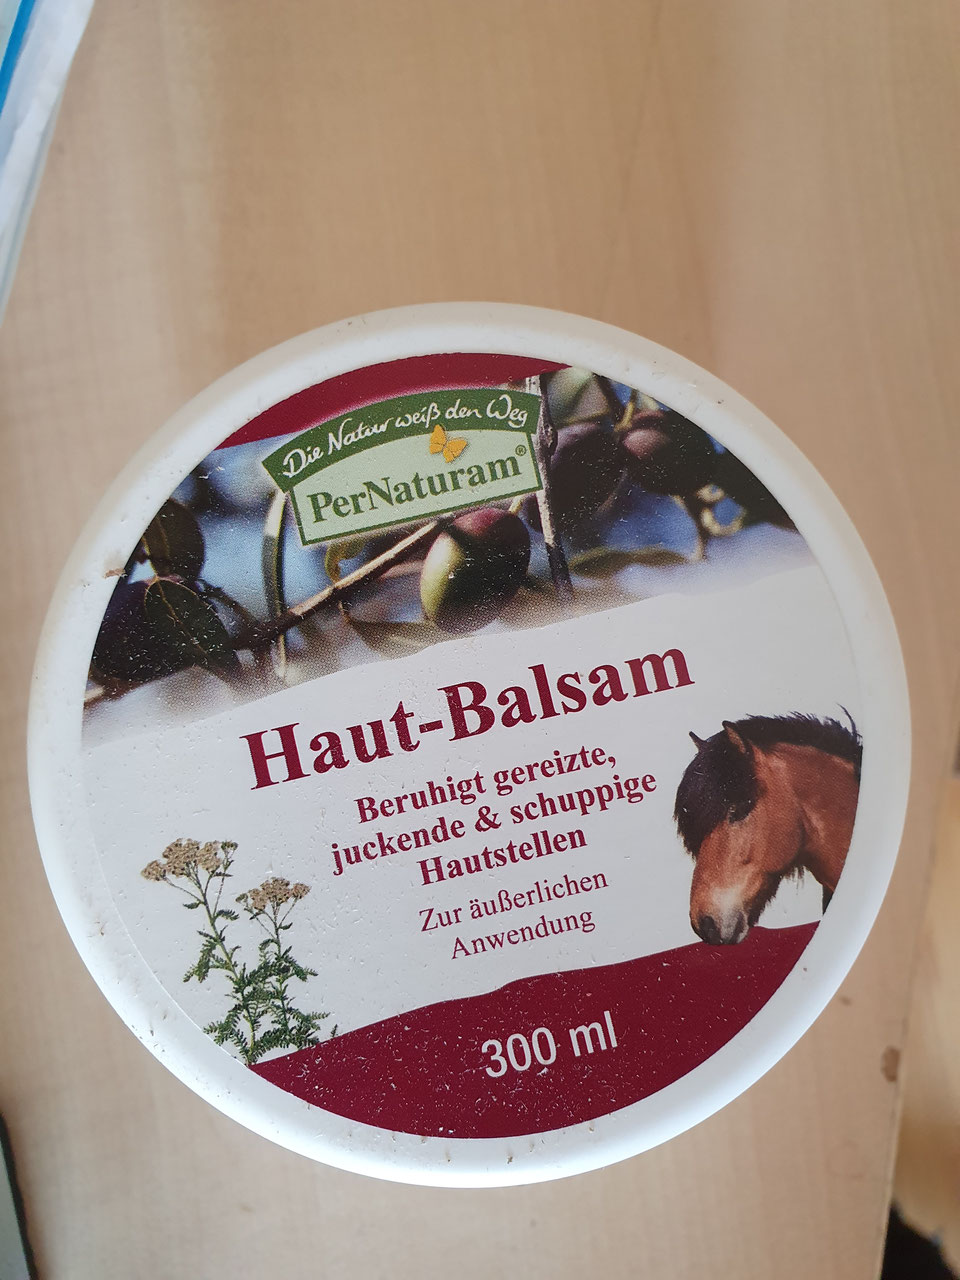 Die Natur weiß den Weg
PerNaturam®
Haut-Balsam
Beruhigt gereizte,
juckende & schuppige
Hautstellen
Zur äußerlichen
Anwendung
300 ml